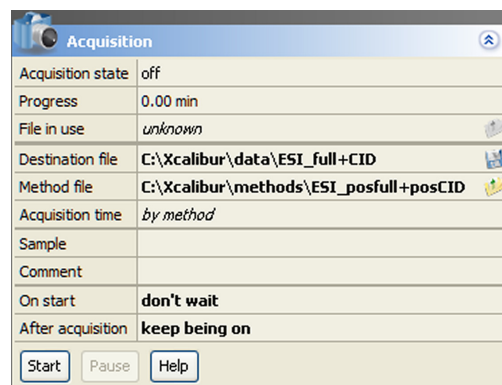 Acquisition
Acquisition state off
Progress 0.00 min
File in use unknown
Destination file C:\Xcalibur\data\ESI_full+CID
Method file C:\Xcalibur\methods\ESI_posfull+posCID
Acquisition time by method
Sample
Comment
On start don't wait
After acquisition keep being on
Start Pause Help